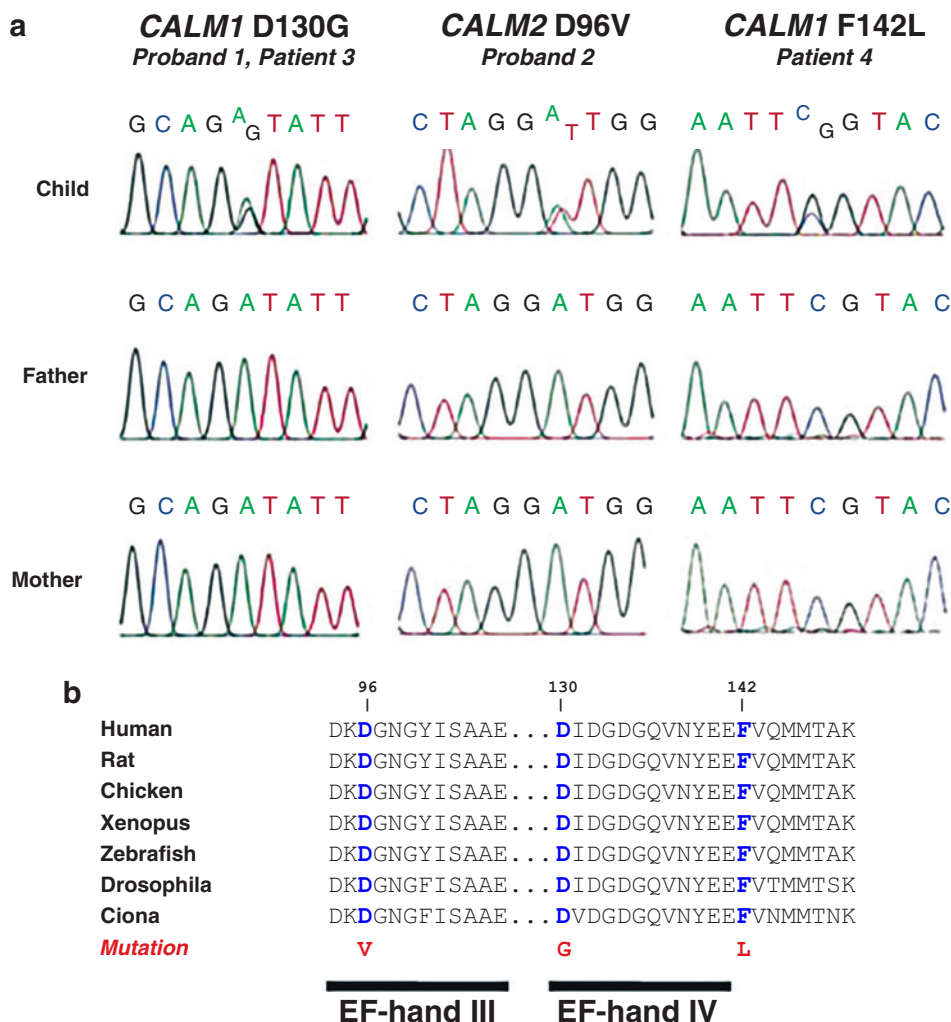 a
CALM1 D130G CALM2 D96V CALM1 F142L
Proband 1, Patient 3 Proband 2 Patient 4
G C A G A G T A T T C T A G G A T T G G A A T T C G G T A C
Child
G C A G A T A T T C T A G G A T G G A A T T C G T A C
Father
G C A G A T A T T C T A G G A T G G A A T T C G T A C
Mother
b
96 130 142
Human DKDGNGYISAAE...DIDGDGQVNYEEFVQMMTAK
Rat DKDGNGYISAAE...DIDGDGQVNYEEFVQMMTAK
Chicken DKDGNGYISAAE...DIDGDGQVNYEEFVQMMTAK
Xenopus DKDGNGYISAAE...DIDGDGQVNYEEFVQMMTAK
Zebrafish DKDGNGYISAAE...DIDGDGQVNYEEFVQMMTAK
Drosophila DKDGNGFISAAE...DIDGDGQVNYEEFVTMMTSK
Ciona DKDGNGFISAAE...DVDGDGQVNYEEFVNMMTNK
Mutation V G L
EF-hand III EF-hand IV